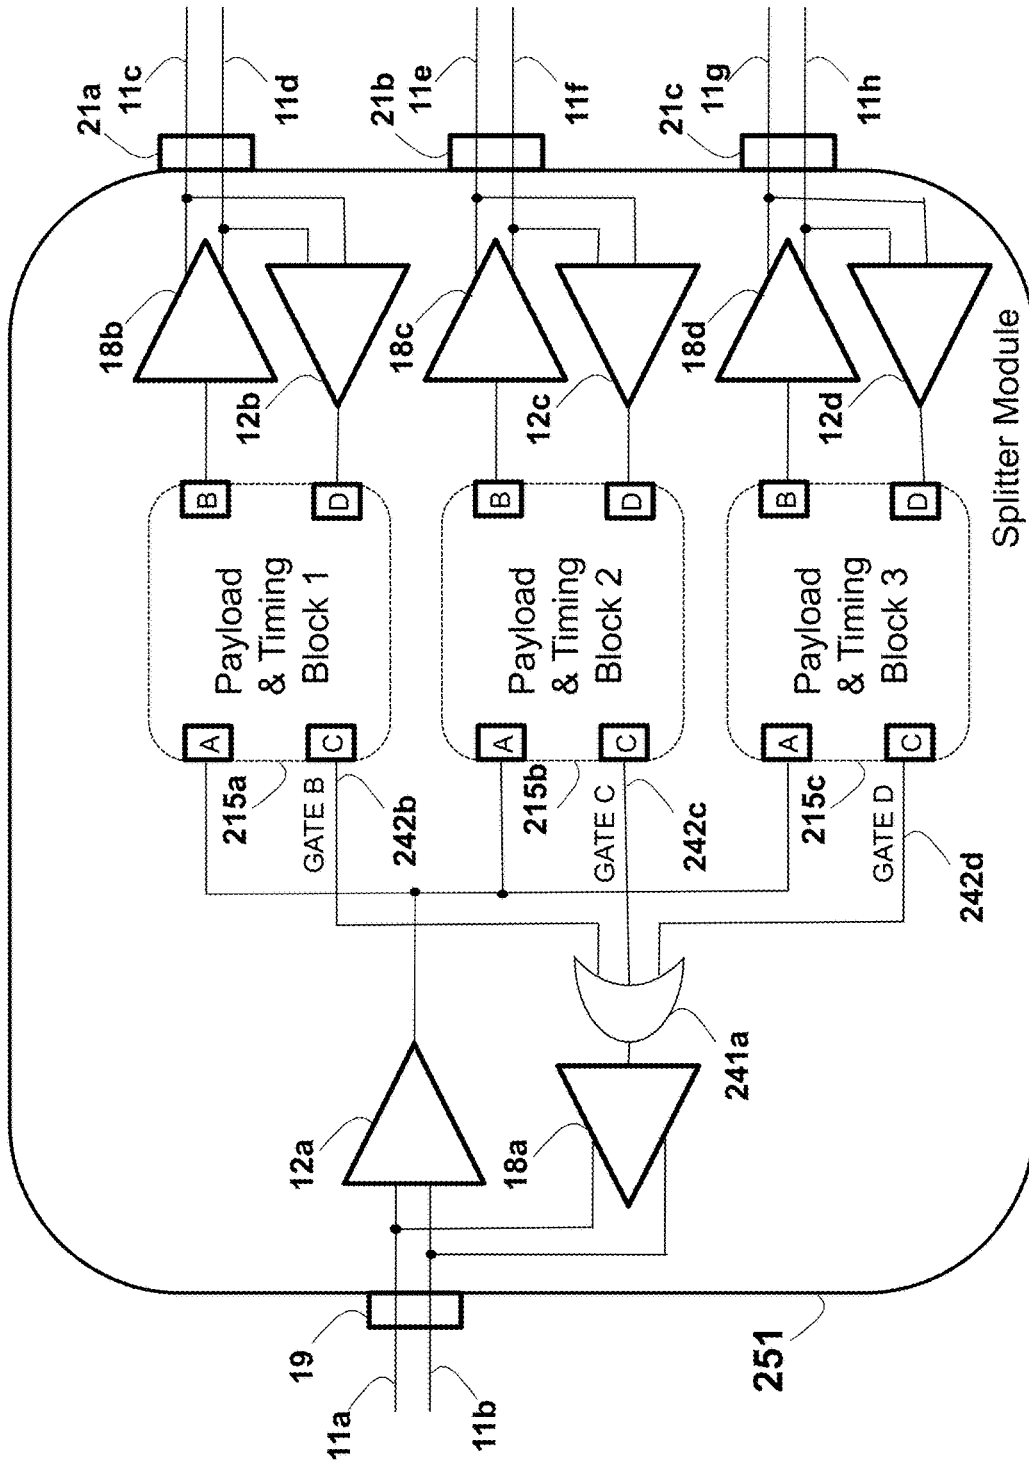 21a
11c
11d
21b
11e
11f
21c
11g
11h
18b
12b
18c
12c
18d
12d
B
D
B
D
B
D
Payload
& Timing
Block 1
Payload
& Timing
Block 2
Payload
& Timing
Block 3
A
C
A
C
A
C
215a
GATE B
242b
215b
GATE C
242c
215c
GATE D
242d
12a
18a
241a
19
11a
11b
251
Splitter Module